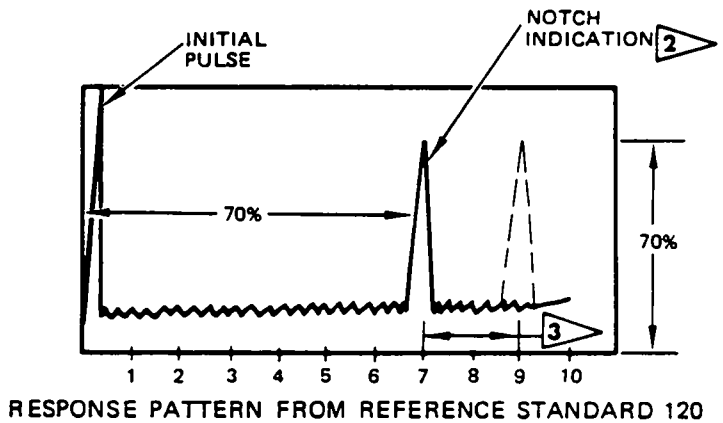 INITIAL
PULSE
NOTCH
INDICATION 2
70%
70%
3
1 2 3 4 5 6 7 8 9 10
RESPONSE PATTERN FROM REFERENCE STANDARD 120